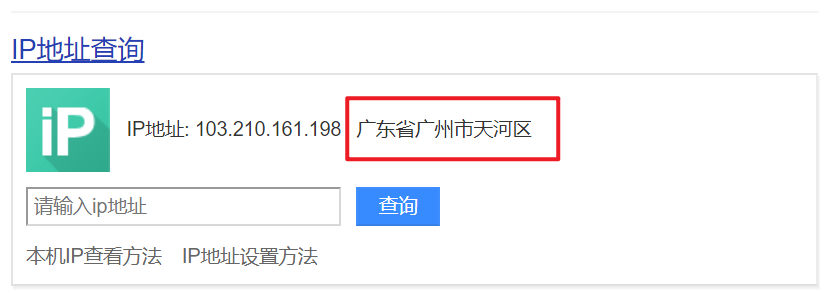 IP地址查询
iP
IP地址: 103.210.161.198 广东省广州市天河区
请输入ip地址 查询
本机IP查看方法 IP地址设置方法